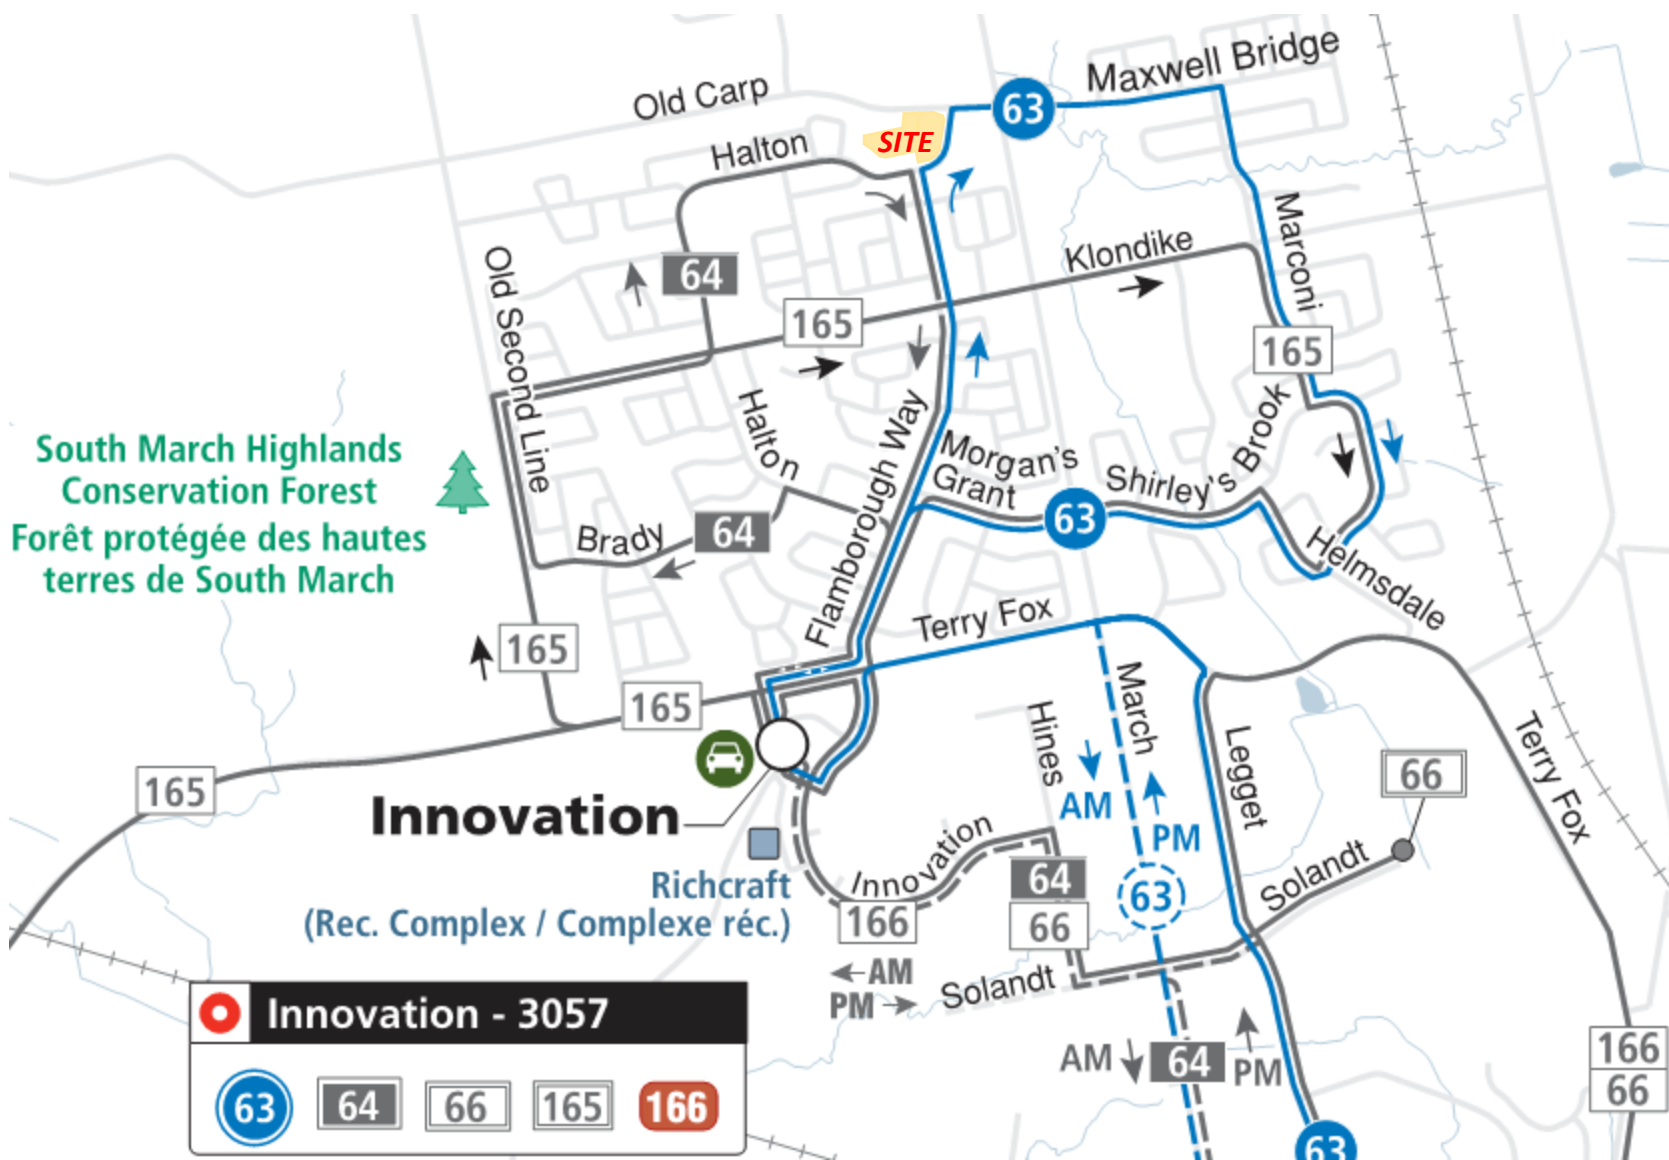 Old Carp
Maxwell Bridge
63
SITE
Halton
64
Old Second Line
Klondike
Marconi
165
165
Halton
Flamborough Way
Morgan's
Grant
Shirley's Brook
63
South March Highlands
Conservation Forest
Forêt protégée des hautes
terres de South March
Brady
64
Helmsdale
Terry Fox
165
165
165
March
Hines
Legget
Terry Fox
66
Innovation
AM
PM
63
Innovation
64
66
Solandt
Richcraft
(Rec. Complex / Complexe réc.)
166
AM
PM
Solandt
AM
64
PM
166
66
63
Innovation - 3057
63
64
66
165
166